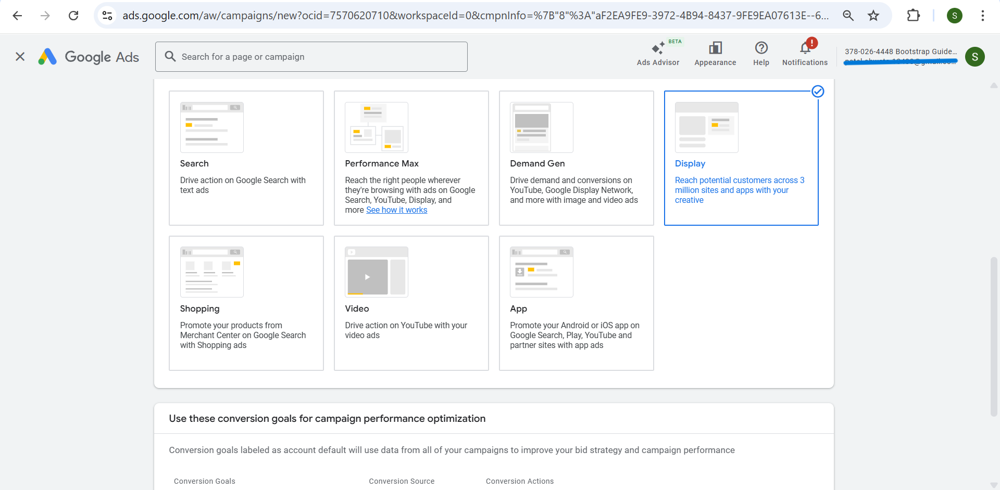 ads.google.com/aw/campaigns/new?ocid=7570620710&workspaceId=0&cmpnInfo=%7B"8"%3A"aF2EA9FE9-3972-4B94-8437-9FE9EA07613E--6...
S
Google Ads
Search for a page or campaign
BETA
Ads Advisor
Appearance
Help
!
Notifications
378-026-4448 Bootstrap Guide...
S
Search
Drive action on Google Search with
text ads
Performance Max
Reach the right people wherever
they're browsing with ads on Google
Search, YouTube, Display, and
more See how it works
Demand Gen
Drive demand and conversions on
YouTube, Google Display Network,
and more with image and video ads
Display
Reach potential customers across 3
million sites and apps with your
creative
Shopping
Promote your products from
Merchant Center on Google Search
with Shopping ads
Video
Drive action on YouTube with your
video ads
App
Promote your Android or iOS app on
Google Search, Play, YouTube and
partner sites with app ads
Use these conversion goals for campaign performance optimization
Conversion goals labeled as account default will use data from all of your campaigns to improve your bid strategy and campaign performance
Conversion Goals
Conversion Source
Conversion Actions